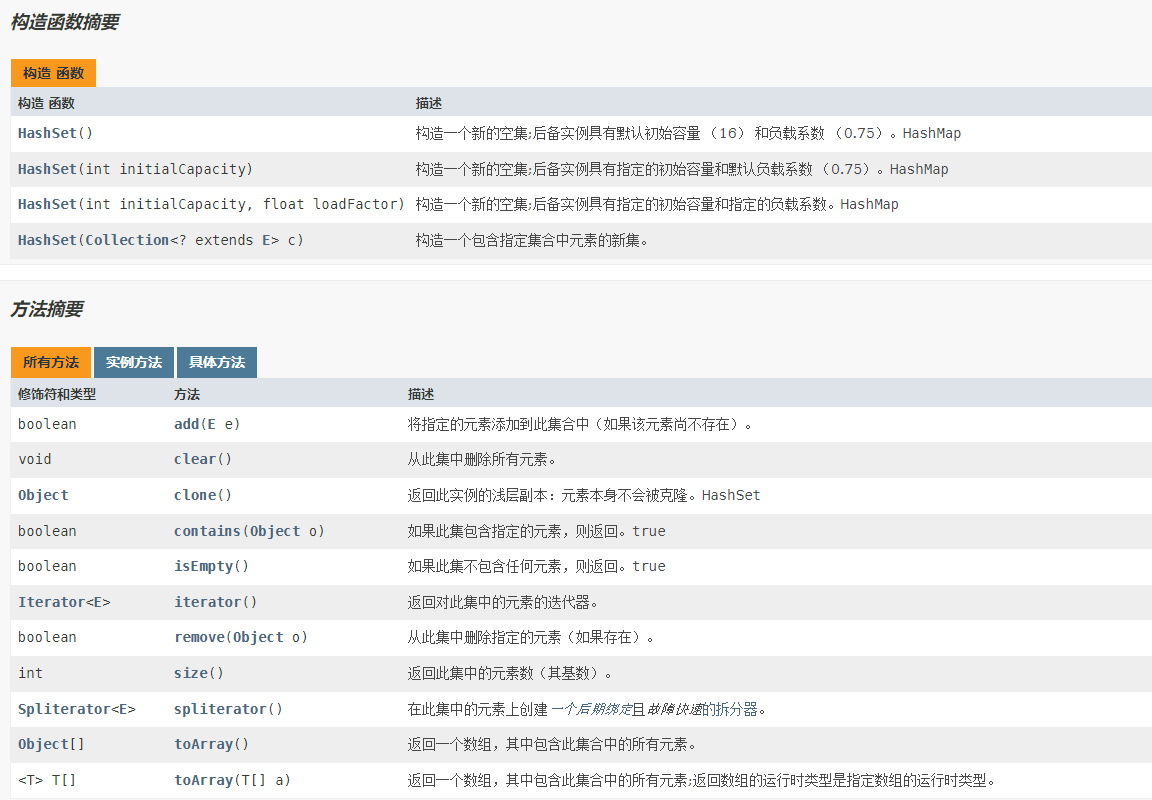 构造函数摘要
构造 函数
构造 函数 描述
HashSet() 构造一个新的空集;后备实例具有默认初始容量 （16） 和负载系数 （0.75）。HashMap
HashSet(int initialCapacity) 构造一个新的空集;后备实例具有指定的初始容量和默认负载系数 （0.75）。HashMap
HashSet(int initialCapacity, float loadFactor) 构造一个新的空集;后备实例具有指定的初始容量和指定的负载系数。HashMap
HashSet(Collection<? extends E> c) 构造一个包含指定集合中元素的新集。
方法摘要
所有方法 实例方法 具体方法
修饰符和类型 方法 描述
boolean add(E e) 将指定的元素添加到此集合中（如果该元素尚不存在）。
void clear() 从此集中删除所有元素。
Object clone() 返回此实例的浅层副本：元素本身不会被克隆。HashSet
boolean contains(Object o) 如果此集包含指定的元素，则返回。true
boolean isEmpty() 如果此集不包含任何元素，则返回。true
Iterator<E> iterator() 返回对此集中的元素的迭代器。
boolean remove(Object o) 从此集中删除指定的元素（如果存在）。
int size() 返回此集中的元素数（其基数）。
Spliterator<E> spliterator() 在此集中的元素上创建一个后期绑定且故障快速的拆分器。
Object[] toArray() 返回一个数组，其中包含此集合中的所有元素。
<T> T[] toArray(T[] a) 返回一个数组，其中包含此集合中的所有元素;返回数组的运行时类型是指定数组的运行时类型。